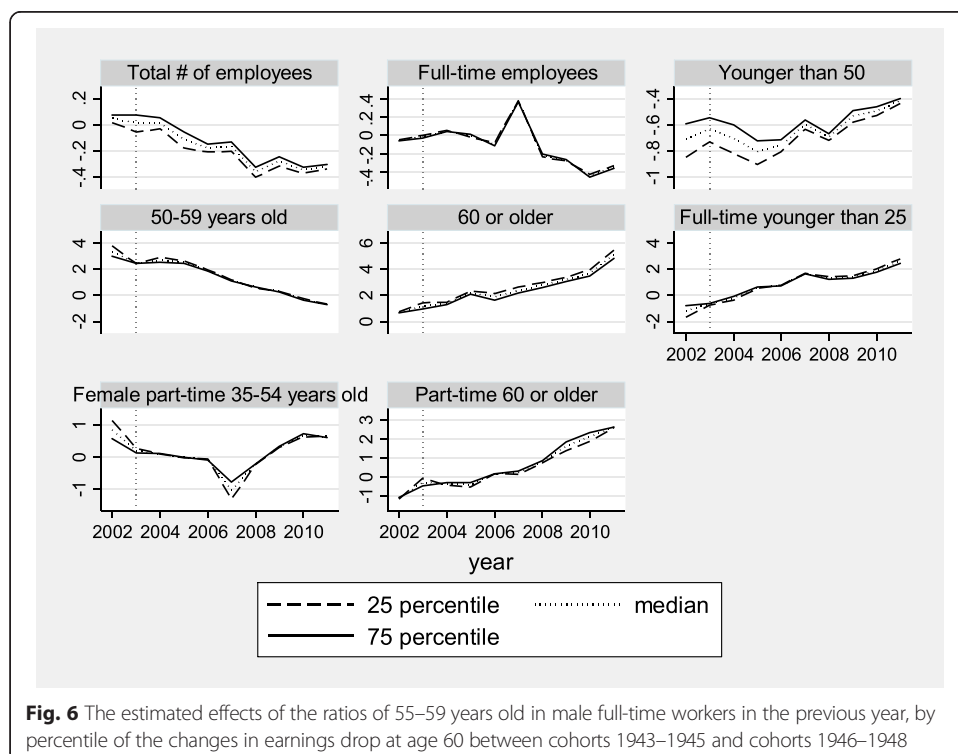 Total # of employees
Full-time employees
Younger than 50
.2
0
-.2
-.4
.4
.2
0
-.2
-.4
-.4
-.6
-.8
-1
50-59 years old
60 or older
Full-time younger than 25
4
2
0
-2
6
4
2
0
4
2
0
-2
2002 2004 2006 2008 2010
Female part-time 35-54 years old
Part-time 60 or older
1
0
-1
3
2
1
0
-1
2002 2004 2006 2008 2010
2002 2004 2006 2008 2010
year
25 percentile
median
75 percentile
Fig. 6 The estimated effects of the ratios of 55–59 years old in male full-time workers in the previous year, by
percentile of the changes in earnings drop at age 60 between cohorts 1943–1945 and cohorts 1946–1948